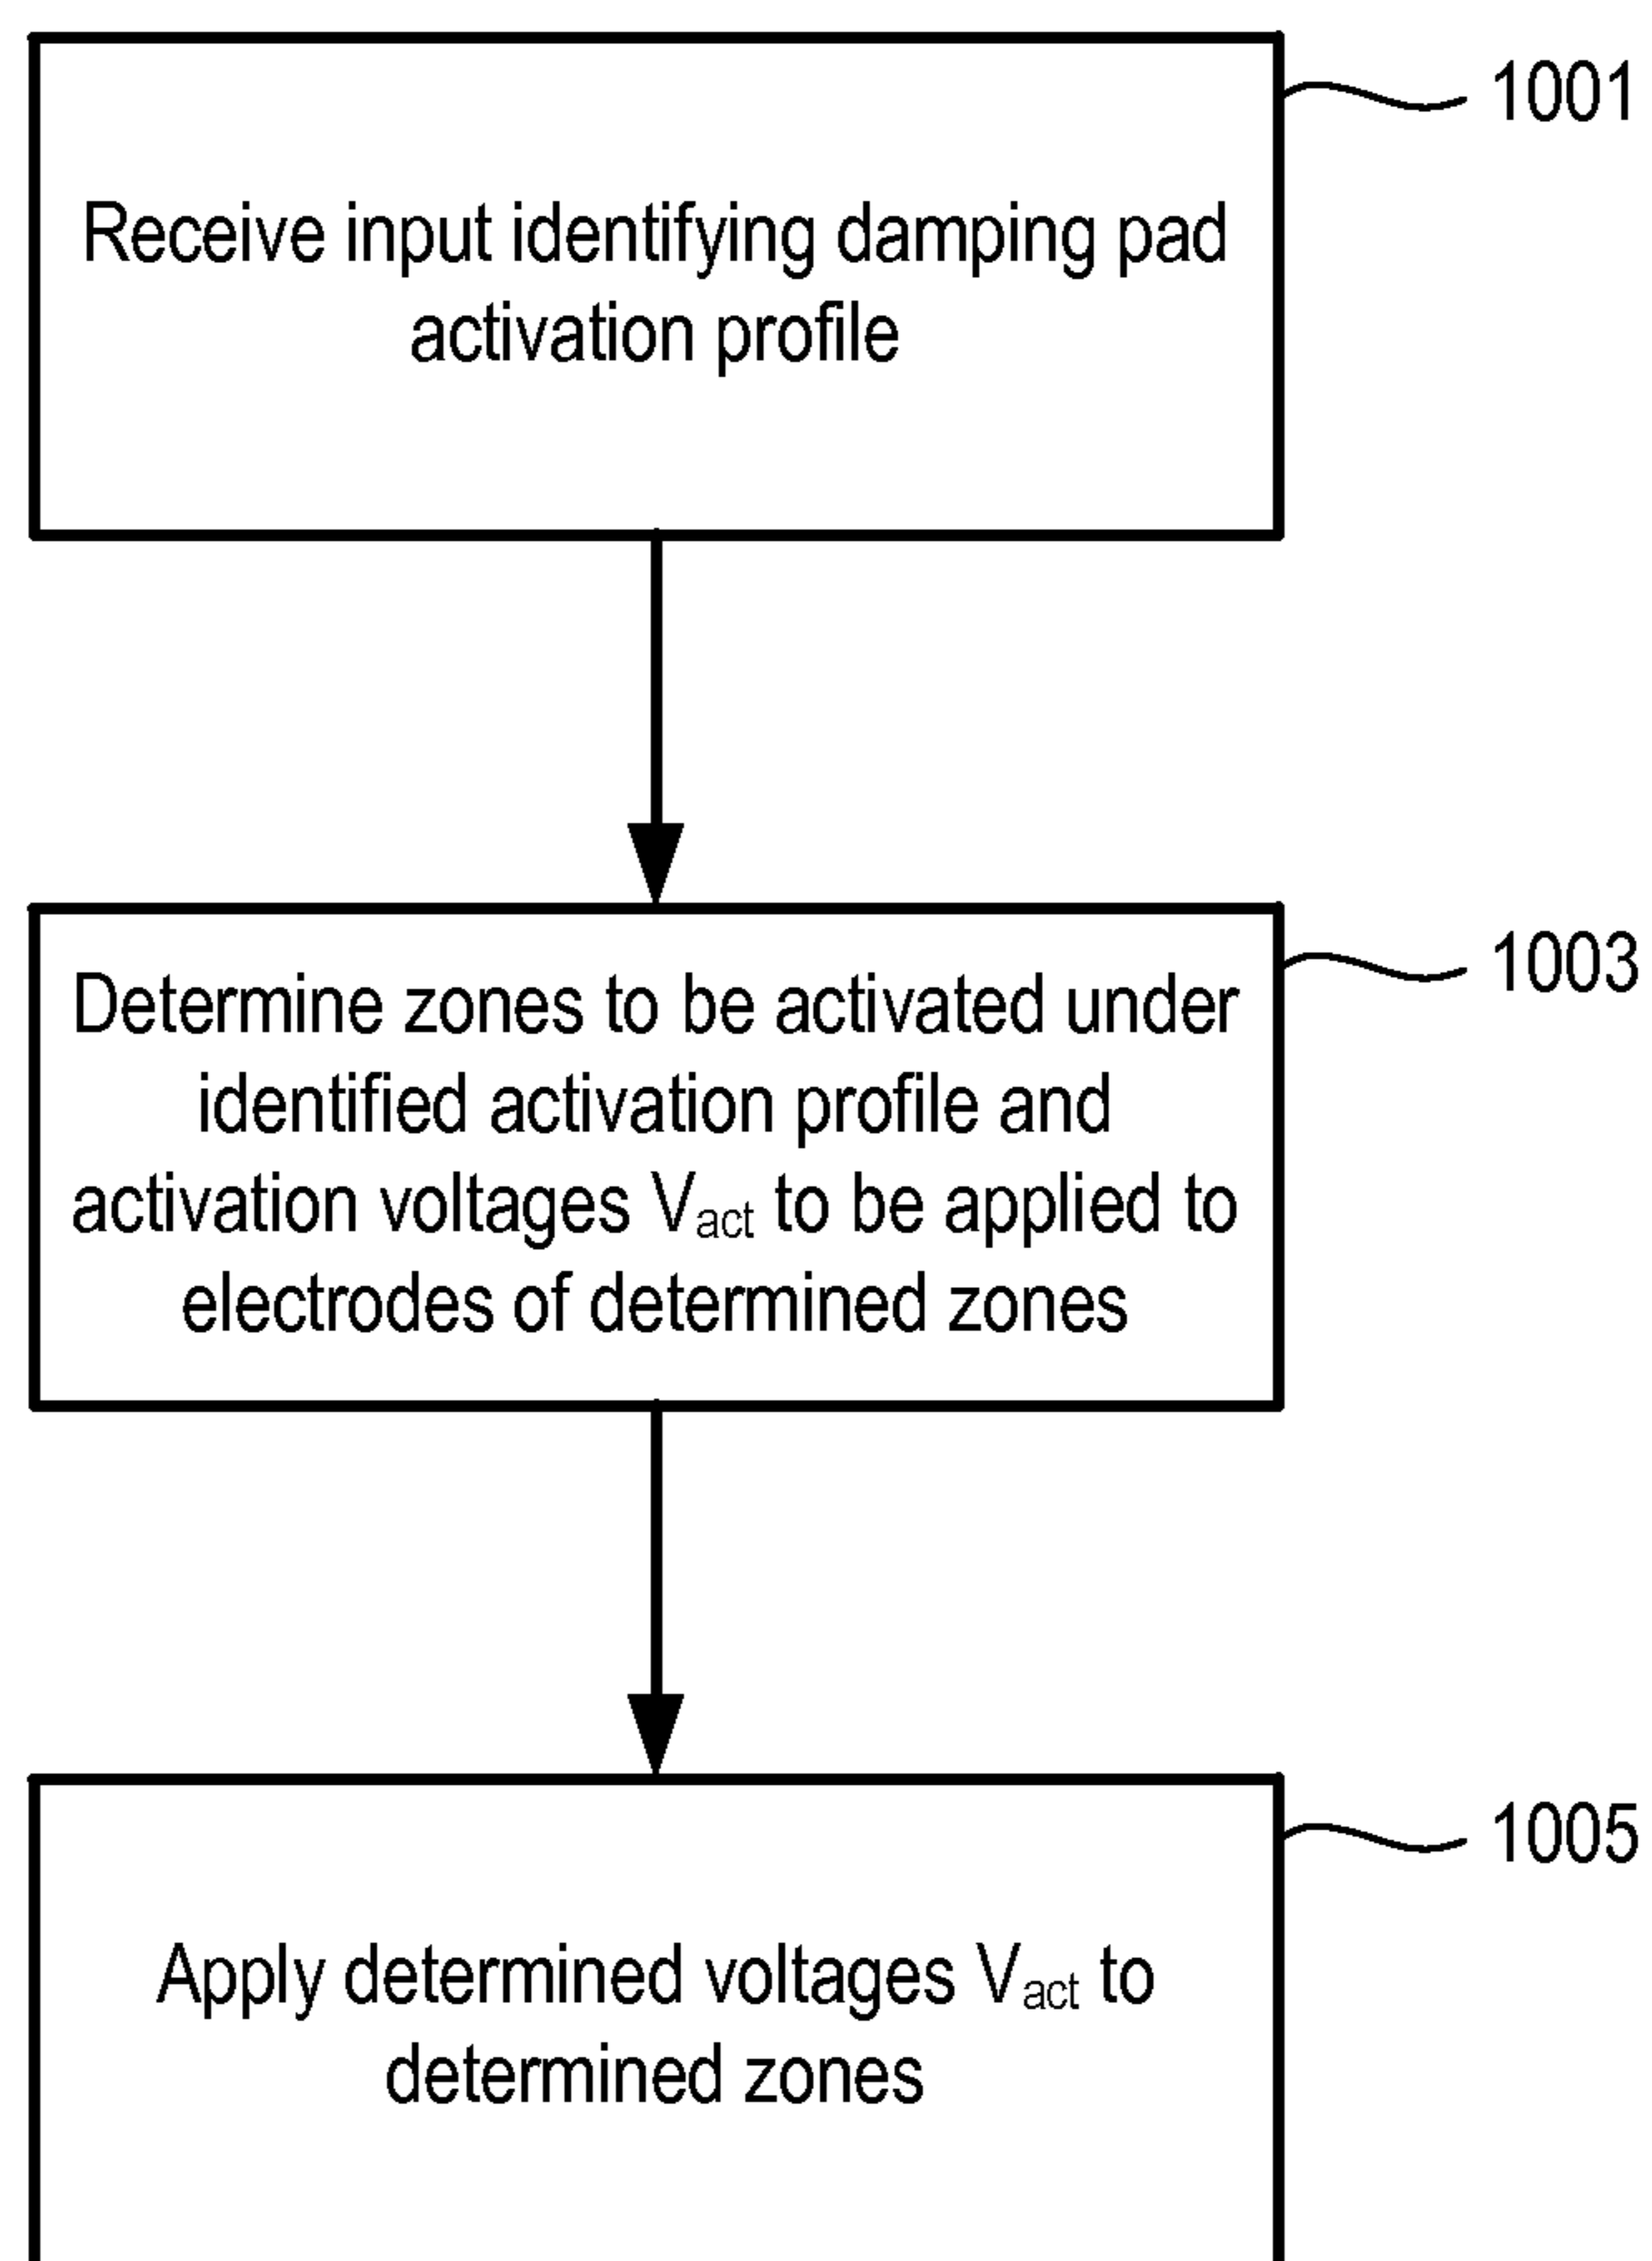 1001
Receive input identifying damping pad
activation profile
1003
Determine zones to be activated under
identified activation profile and
activation voltages Vact to be applied to
electrodes of determined zones
1005
Apply determined voltages Vact to
determined zones